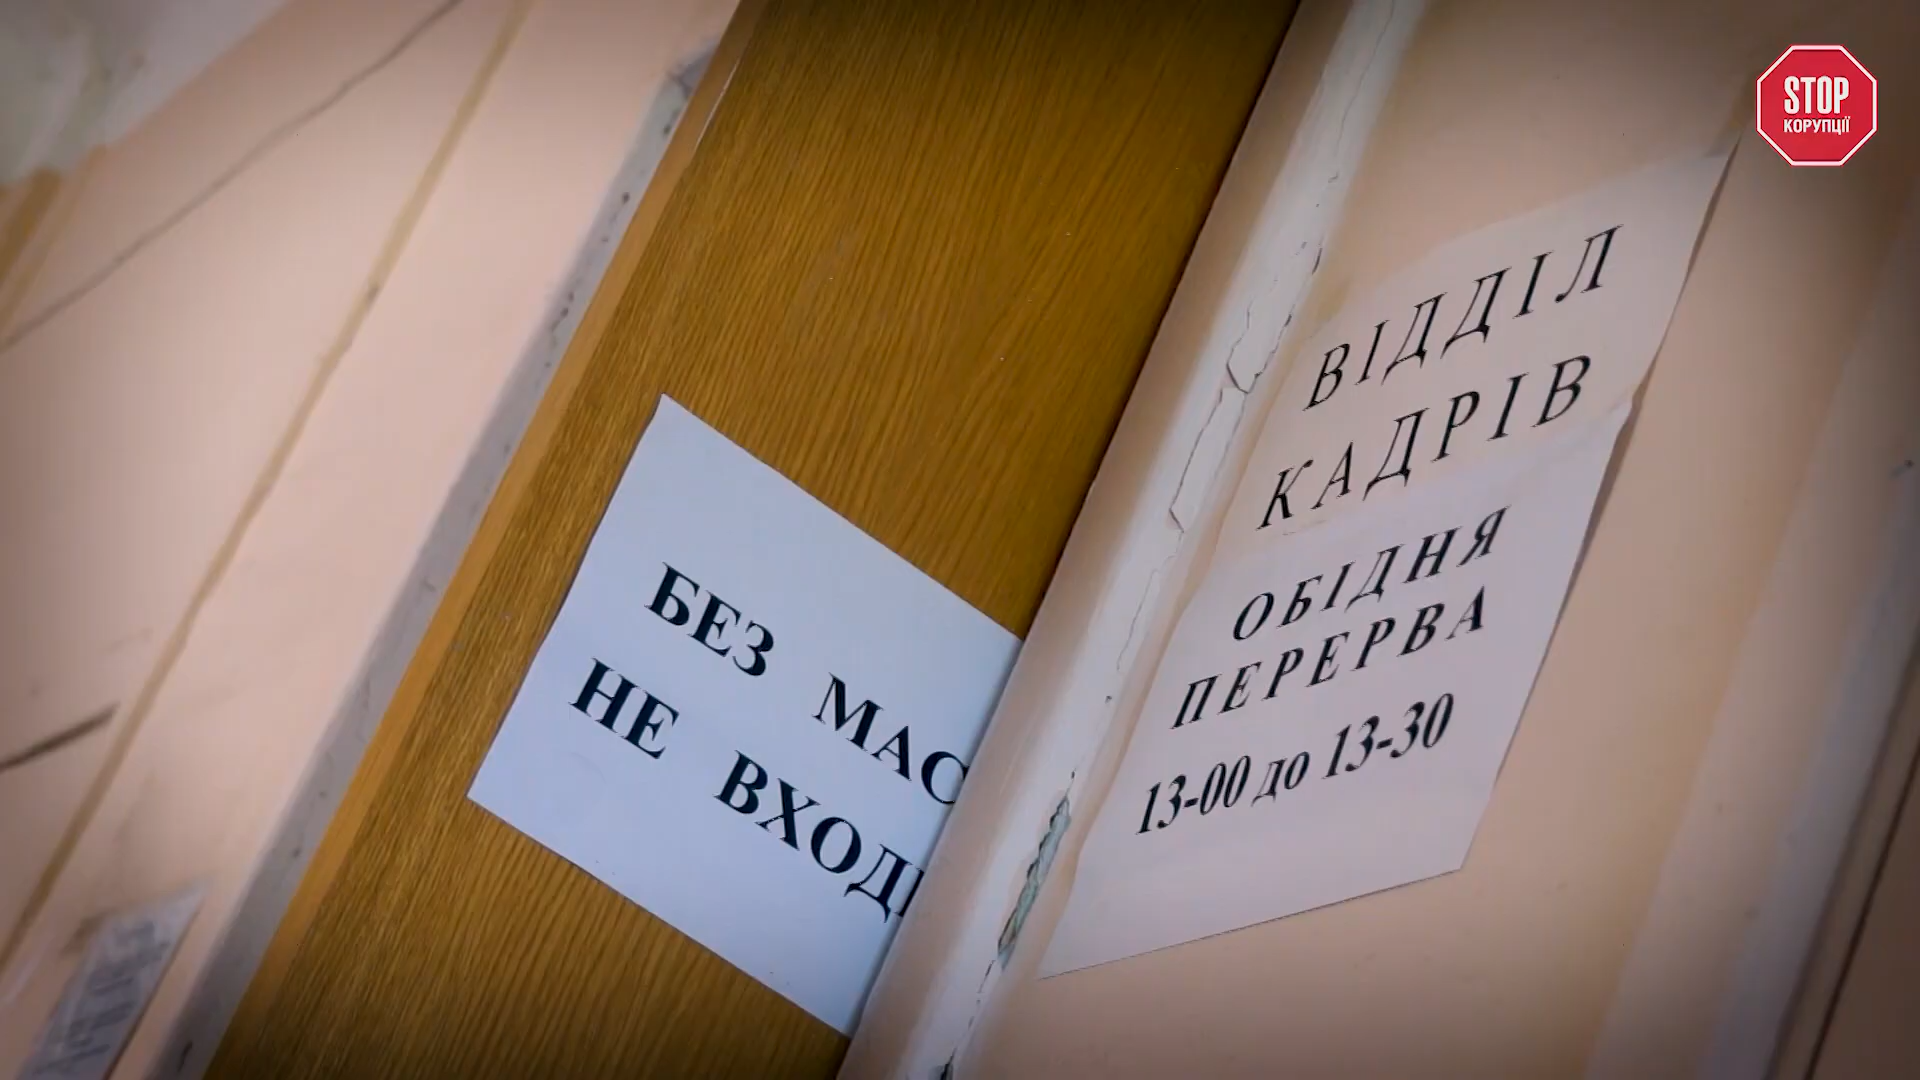 STOP
КОРУПЦІЇ
ВІДДІЛ
КАДРІВ
ОБІДНЯ
ПЕРЕРВА
13-00 до 13-30
БЕЗ МАС
НЕ ВХОД